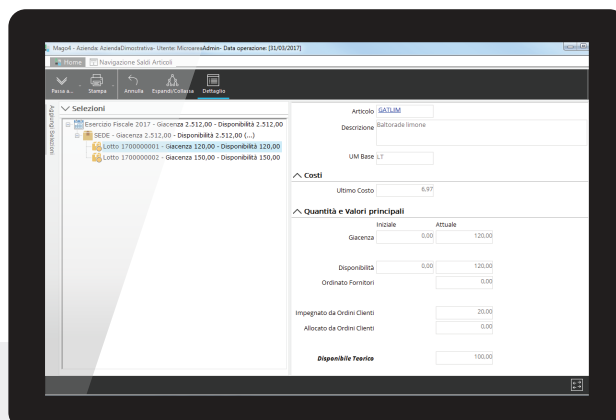 Mago4 - Azienda: AziendaDimostrativa- Utente: MicroareaAdmin- Data operazione: [31/03/2017]
Home Navigazione Saldi Articoli
Passa a... Stampa Annulla Espandi/Collassa Dettaglio
Aggiungi Selezioni
Selezioni
Esercizio Fiscale 2017 - Giacenza 2.512,00 - Disponibilità 2.512,00
SEDE - Giacenza 2.512,00 - Disponibilità 2.512,00 (...)
Lotto 1700000001 - Giacenza 120,00 - Disponibilità 120,00
Lotto 1700000002 - Giacenza 150,00 - Disponibilità 150,00
Articolo GATLIM
Descrizione Battorade limone
UM Base LT
Costi
Ultimo Costo 6,97
Quantità e Valori principali
Iniziale Attuale
Giacenza 0,00 120,00
Disponibilità 0,00 120,00
Ordinato Fornitori 0,00
Impegnato da Ordini Clienti 20,00
Allocato da Ordini Clienti 0,00
Disponibile Teorico 100,00